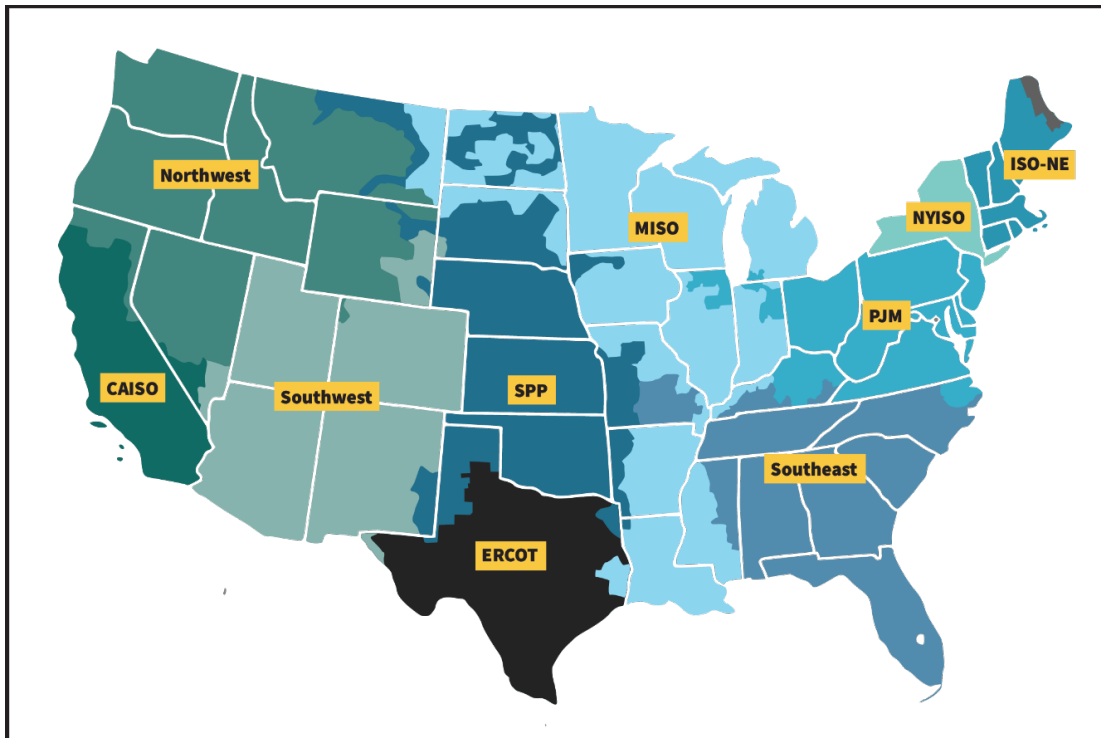 Northwest
ISO-NE
NYISO
MISO
PJM
CAISO
Southwest
SPP
Southeast
ERCOT